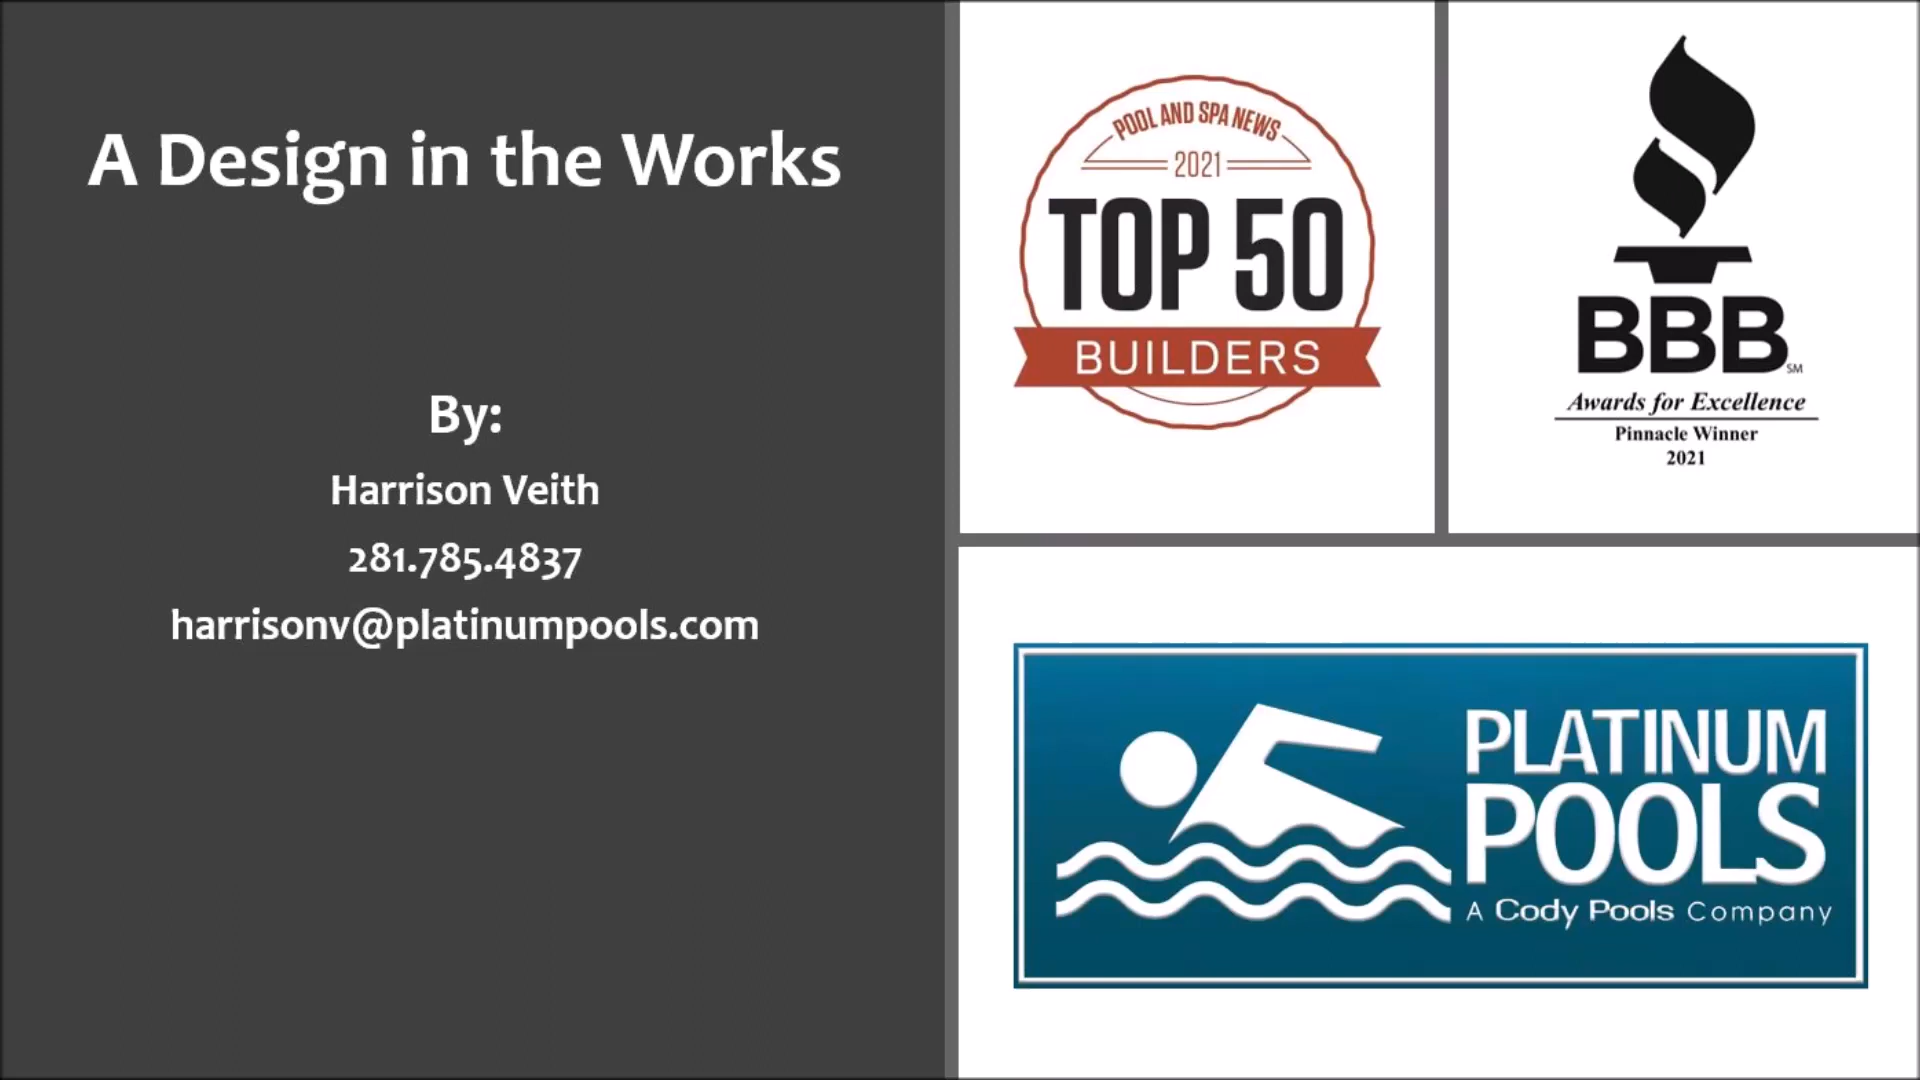 A Design in the Works
By:
Harrison Veith
281.785.4837
harrisonv@platinumpools.com
POOL AND SPA NEWS
2021
TOP 50
BUILDERS
BBB SM
Awards for Excellence
Pinnacle Winner
2021
PLATINUM
POOLS
A Cody Pools Company